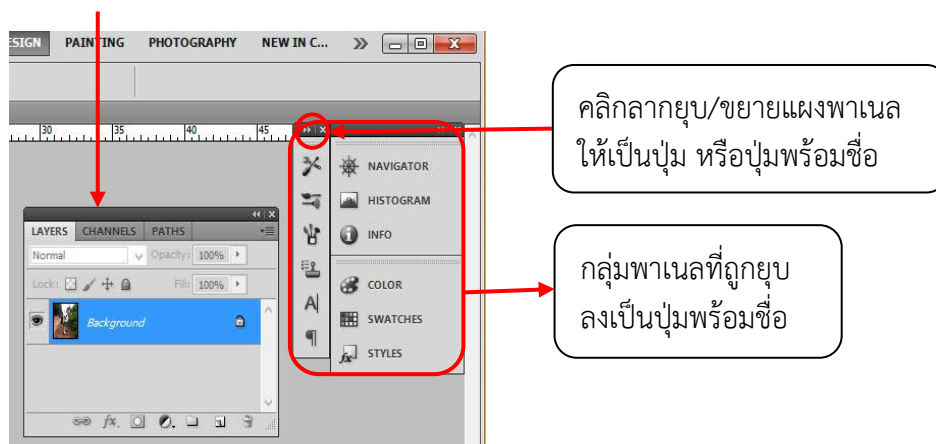 ESIGN PAINTING PHOTOGRAPHY NEW IN C...
30 35 40 45
คลิกลากยุบ/ขยายแผงพาเนล
ให้เป็นปุ่ม หรือปุ่มพร้อมชื่อ
NAVIGATOR
HISTOGRAM
INFO
COLOR
SWATCHES
STYLES
LAYERS CHANNELS PATHS
Normal Opacity: 100%
Lock: Fill: 100%
Background
กลุ่มพาเนลที่ถูกยุบ
ลงเป็นปุ่มพร้อมชื่อ